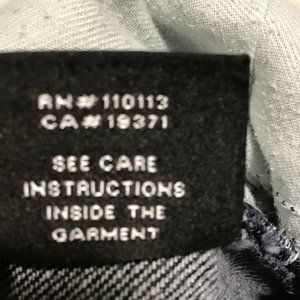 RN# 110113
CA# 19371
SEE CARE
INSTRUCTIONS
INSIDE THE
GARMENT